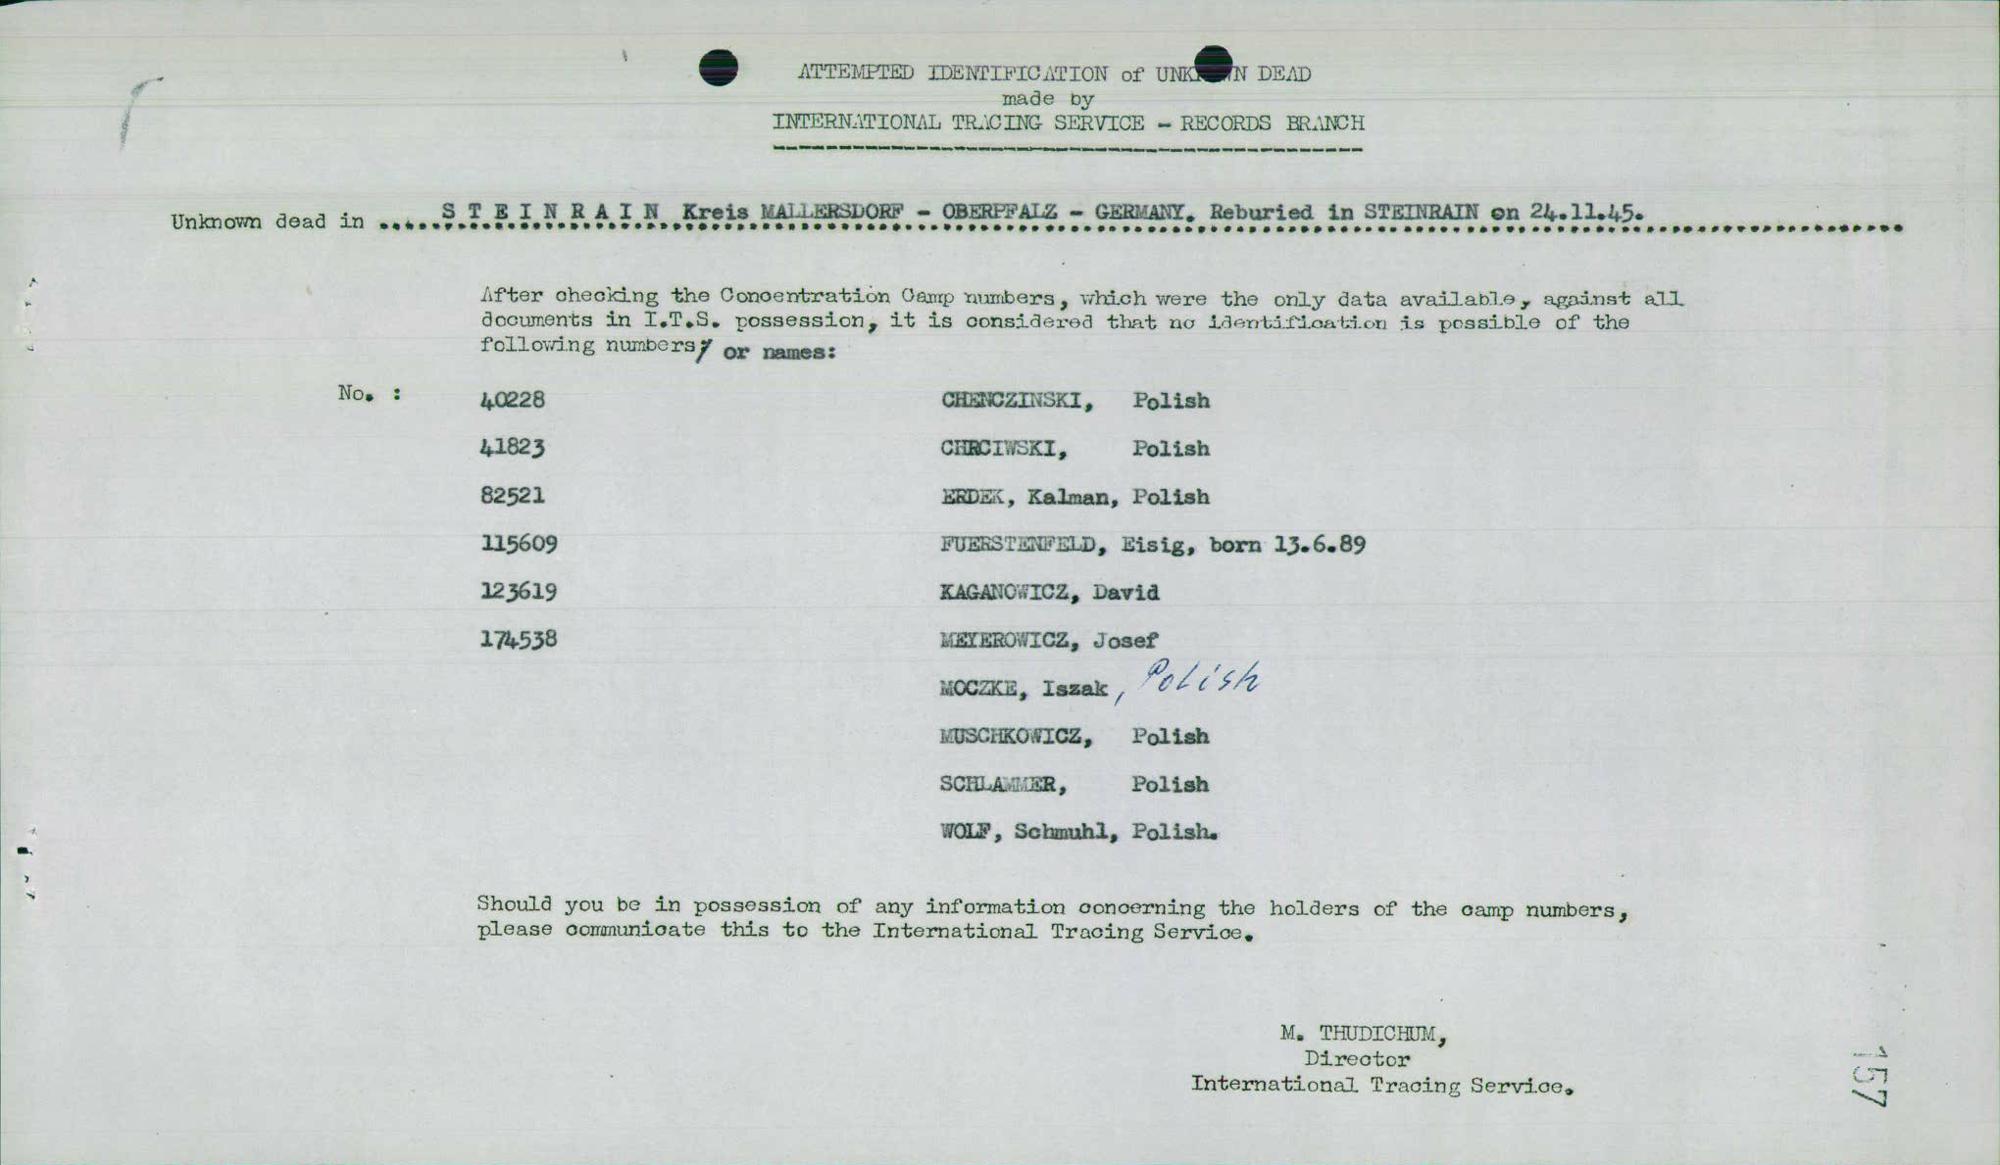 ATTEMPTED IDENTIFICATION of UNKNOWN DEAD
made by
INTERNATIONAL TRACING SERVICE - RECORDS BRANCH
Unknown dead in ..... S T E I N R A I N Kreis MALLERSDORF - OBERPFALZ - GERMANY. Reburied in STEINRAIN on 24.11.45.
After checking the Concentration Camp numbers, which were the only data available, against all
documents in I.T.S. possession, it is considered that no identification is possible of the
following numbers, or names:
No. : 40228 CHENCZINSKI, Polish
41823 CHRCIWSKI, Polish
82521 ERDEK, Kalman, Polish
115609 FUERSTENFELD, Eisig, born 13.6.89
123619 KAGANOWICZ, David
174538 MEYEROWICZ, Josef
MOCZKE, Iszak, Polish
MUSCHKOWICZ, Polish
SCHLAMMER, Polish
WOLF, Schmuhl, Polish.
Should you be in possession of any information concerning the holders of the camp numbers,
please communicate this to the International Tracing Service.
M. THUDICHUM,
Director
International Tracing Service.
157